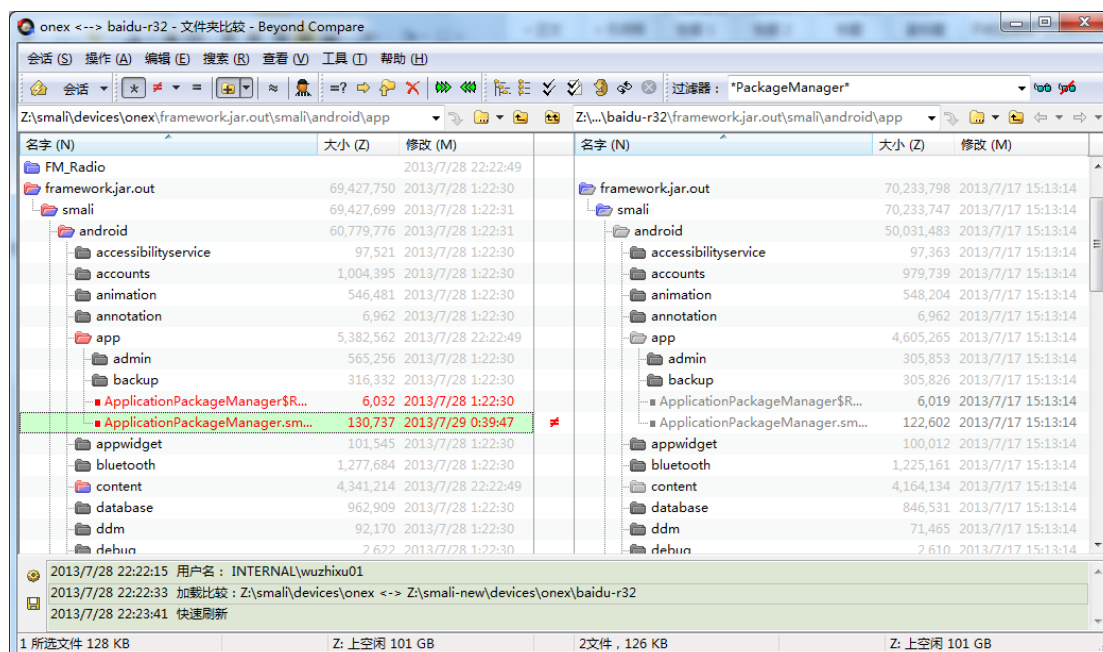 onex <--> baidu-r32 - 文件夹比较 - Beyond Compare
会话 (S) 操作 (A) 编辑 (E) 搜索 (R) 查看 (V) 工具 (T) 帮助 (H)
会话 * ≠ = ≈ =? 过滤器： *PackageManager*
Z:\smali\devices\onex\framework.jar.out\smali\android\app Z:\...\baidu-r32\framework.jar.out\smali\android\app
名字 (N) 大小 (Z) 修改 (M) 名字 (N) 大小 (Z) 修改 (M)
FM_Radio 2013/7/28 22:22:49
framework.jar.out 69,427,750 2013/7/28 1:22:30 framework.jar.out 70,233,798 2013/7/17 15:13:14
smali 69,427,699 2013/7/28 1:22:31 smali 70,233,747 2013/7/17 15:13:14
android 60,779,776 2013/7/28 1:22:31 android 50,031,483 2013/7/17 15:13:14
accessibilityservice 97,521 2013/7/28 1:22:30 accessibilityservice 97,363 2013/7/17 15:13:14
accounts 1,004,395 2013/7/28 1:22:30 accounts 979,739 2013/7/17 15:13:14
animation 546,481 2013/7/28 1:22:30 animation 548,204 2013/7/17 15:13:14
annotation 6,962 2013/7/28 1:22:30 annotation 6,962 2013/7/17 15:13:14
app 5,382,562 2013/7/28 22:22:49 app 4,605,265 2013/7/17 15:13:14
admin 565,256 2013/7/28 1:22:30 admin 305,853 2013/7/17 15:13:14
backup 316,332 2013/7/28 1:22:30 backup 305,826 2013/7/17 15:13:14
ApplicationPackageManager$R... 6,032 2013/7/28 1:22:30 ApplicationPackageManager$R... 6,019 2013/7/17 15:13:14
ApplicationPackageManager.sm... 130,737 2013/7/29 0:39:47 ≠ ApplicationPackageManager.sm... 122,602 2013/7/17 15:13:14
appwidget 101,545 2013/7/28 1:22:30 appwidget 100,012 2013/7/17 15:13:14
bluetooth 1,277,684 2013/7/28 1:22:30 bluetooth 1,225,161 2013/7/17 15:13:14
content 4,341,214 2013/7/28 22:22:49 content 4,164,134 2013/7/17 15:13:14
database 962,909 2013/7/28 1:22:30 database 846,531 2013/7/17 15:13:14
ddm 92,170 2013/7/28 1:22:30 ddm 71,465 2013/7/17 15:13:14
debug 2,622 2013/7/28 1:22:30 debug 2,610 2013/7/17 15:13:14
2013/7/28 22:22:15 用户名： INTERNAL\wuzhixu01
2013/7/28 22:22:33 加载比较：Z:\smali\devices\onex <-> Z:\smali-new\devices\onex\baidu-r32
2013/7/28 22:23:41 快速刷新
1 所选文件 128 KB Z: 上空闲 101 GB 2文件，126 KB Z: 上空闲 101 GB